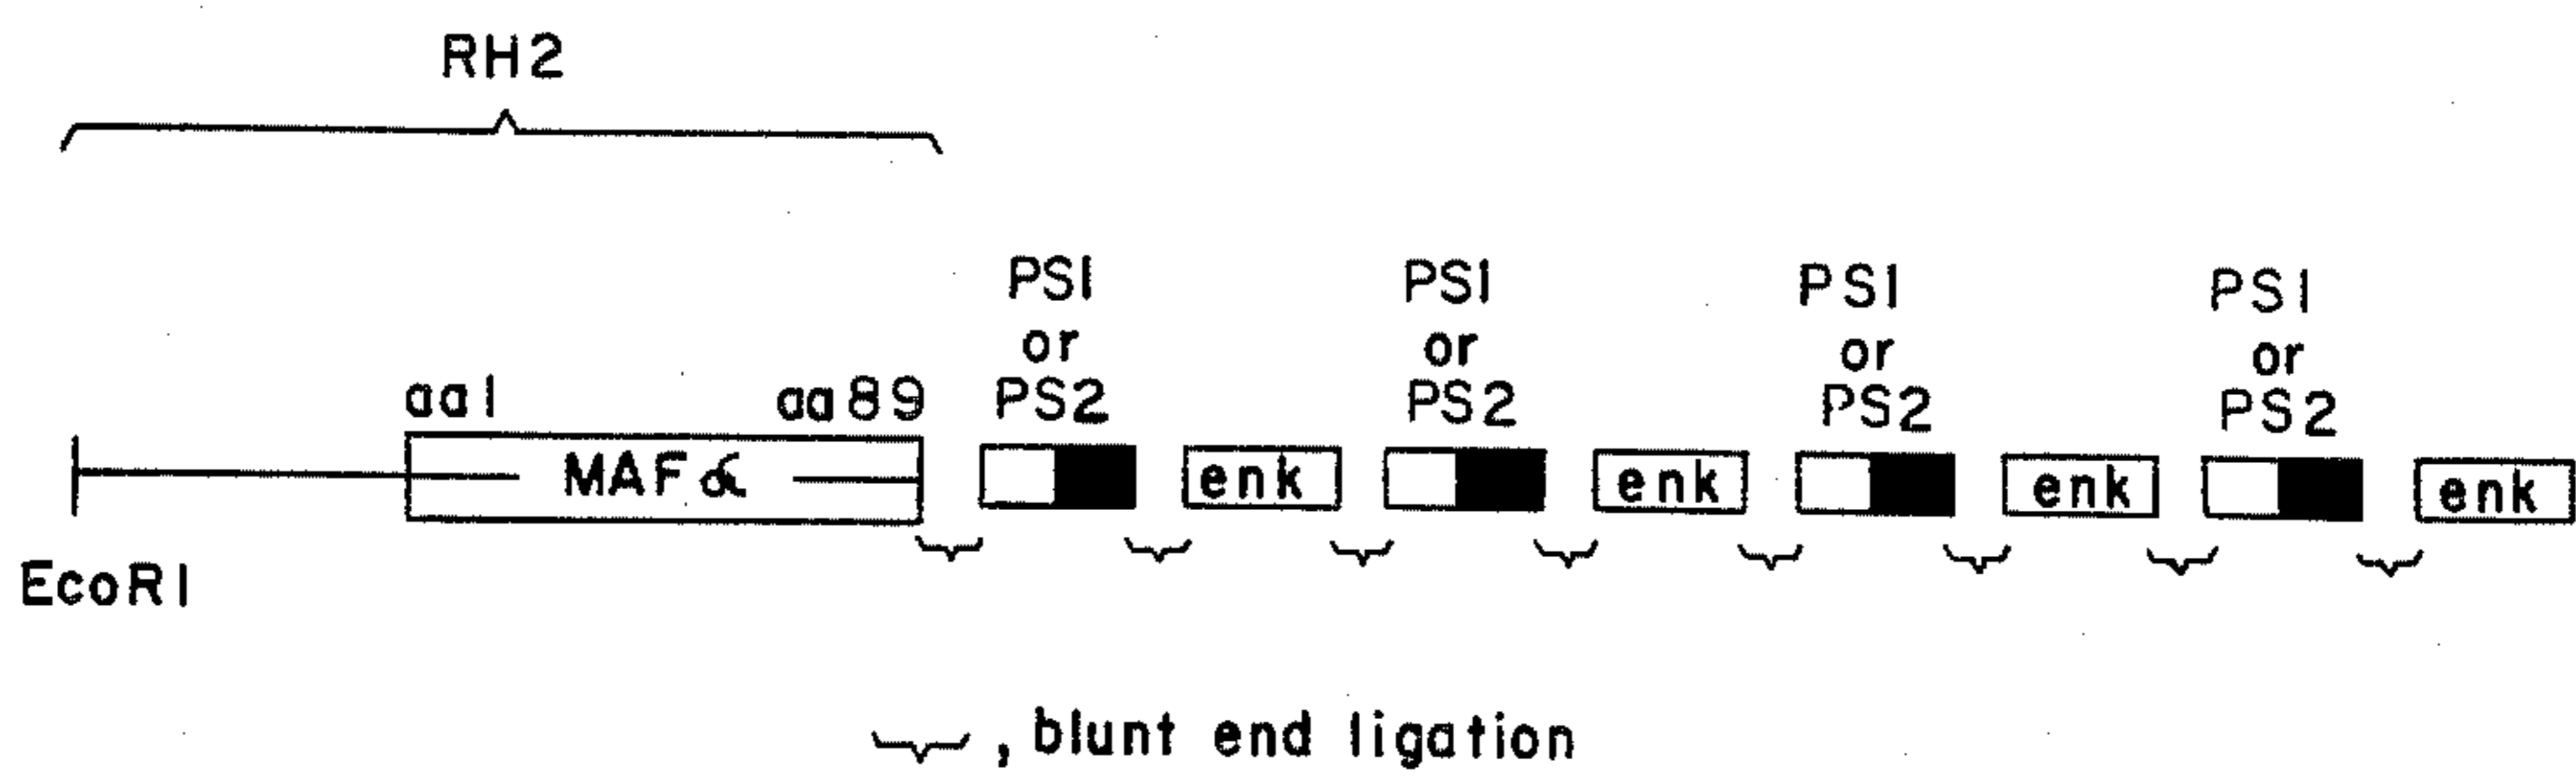 RH2
PS1 or PS2
PS1 or PS2
PS1 or PS2
PS1 or PS2
aa1 aa89
MAFα enk enk enk enk
EcoR1
, blunt end ligation